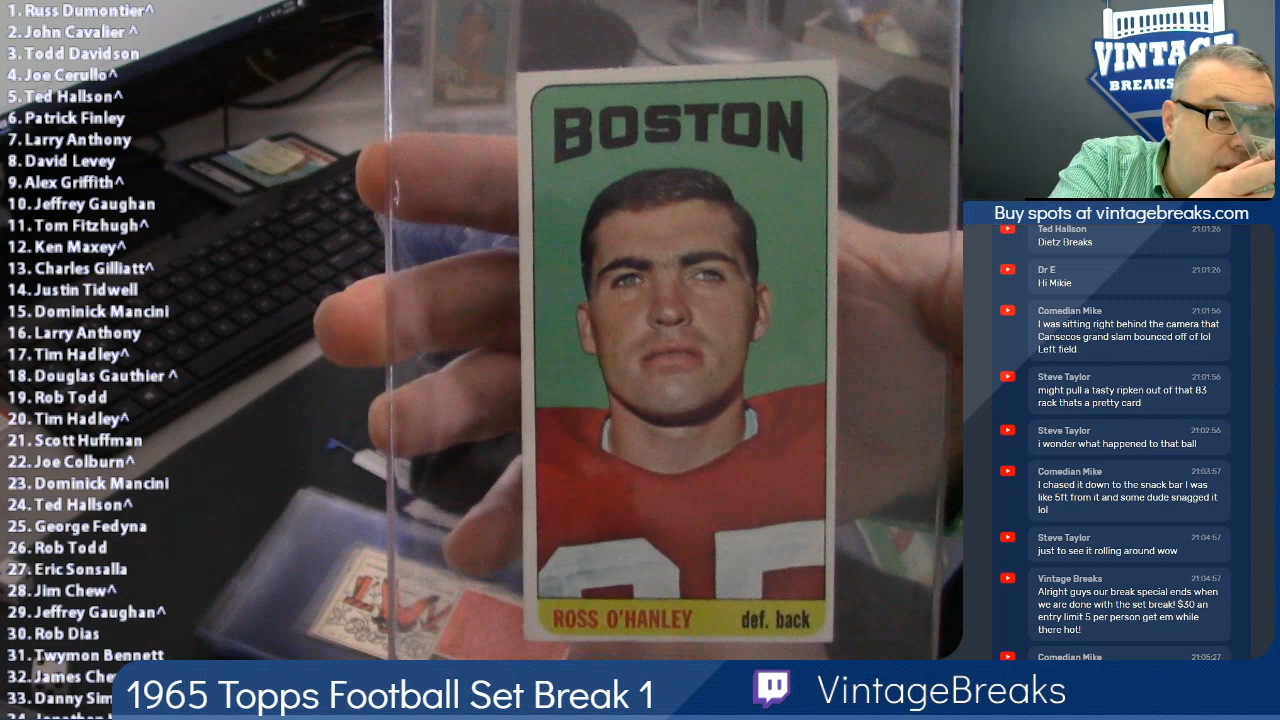 1. Russ Dumontier^
2. John Cavalier ^
3. Todd Davidson
4. Joe Cerullo^
5. Ted Hallson^
6. Patrick Finley
7. Larry Anthony
8. David Levey
9. Alex Griffith^
10. Jeffrey Gaughan
11. Tom Fitzhugh^
12. Ken Maxey^
13. Charles Gilliatt^
14. Justin Tidwell
15. Dominick Mancini
16. Larry Anthony
17. Tim Hadley^
18. Douglas Gauthier ^
19. Rob Todd
20. Tim Hadley^
21. Scott Huffman
22. Joe Colburn^
23. Dominick Mancini
24. Ted Hallson^
25. George Fedyna
26. Rob Todd
27. Eric Sonsalla
28. Jim Chew^
29. Jeffrey Gaughan^
30. Rob Dias
31. Twymon Bennett
32. James Che
33. Danny Sim
BOSTON
ROSS O'HANLEY def. back
VINTAGE
BREAKS
Buy spots at vintagebreaks.com
Ted Hallson 21:01:26
Dietz Breaks
Dr E 21:01:26
Hi Mikie
Comedian Mike 21:01:56
I was sitting right behind the camera that
Cansecos grand slam bounced off of lol
Left field
Steve Taylor 21:01:56
might pull a tasty ripken out of that 83
rack thats a pretty card
Steve Taylor 21:02:56
i wonder what happened to that ball
Comedian Mike 21:03:57
I chased it down to the snack bar I was
like 5ft from it and some dude snagged it
lol
Steve Taylor 21:04:57
just to see it rolling around wow
Vintage Breaks 21:04:57
Alright guys our break special ends when
we are done with the set break! $30 an
entry limit 5 per person get em while
there hot!
Comedian Mike 21:05:27
1965 Topps Football Set Break 1
VintageBreaks